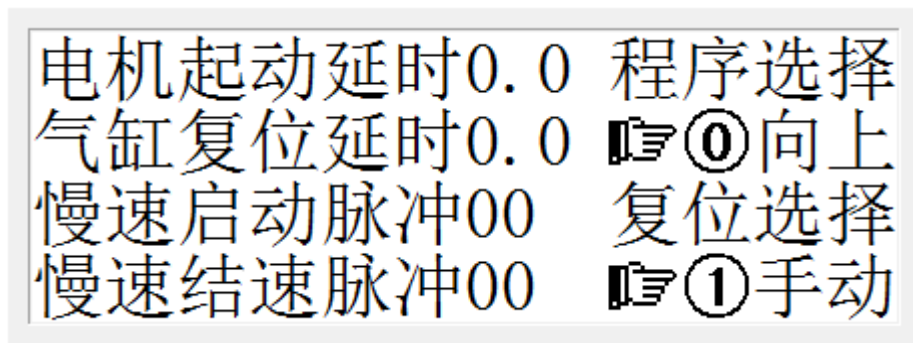 电机起动延时0.0 程序选择
气缸复位延时0.0 ☞⓪向上
慢速启动脉冲00 复位选择
慢速结速脉冲00 ☞①手动